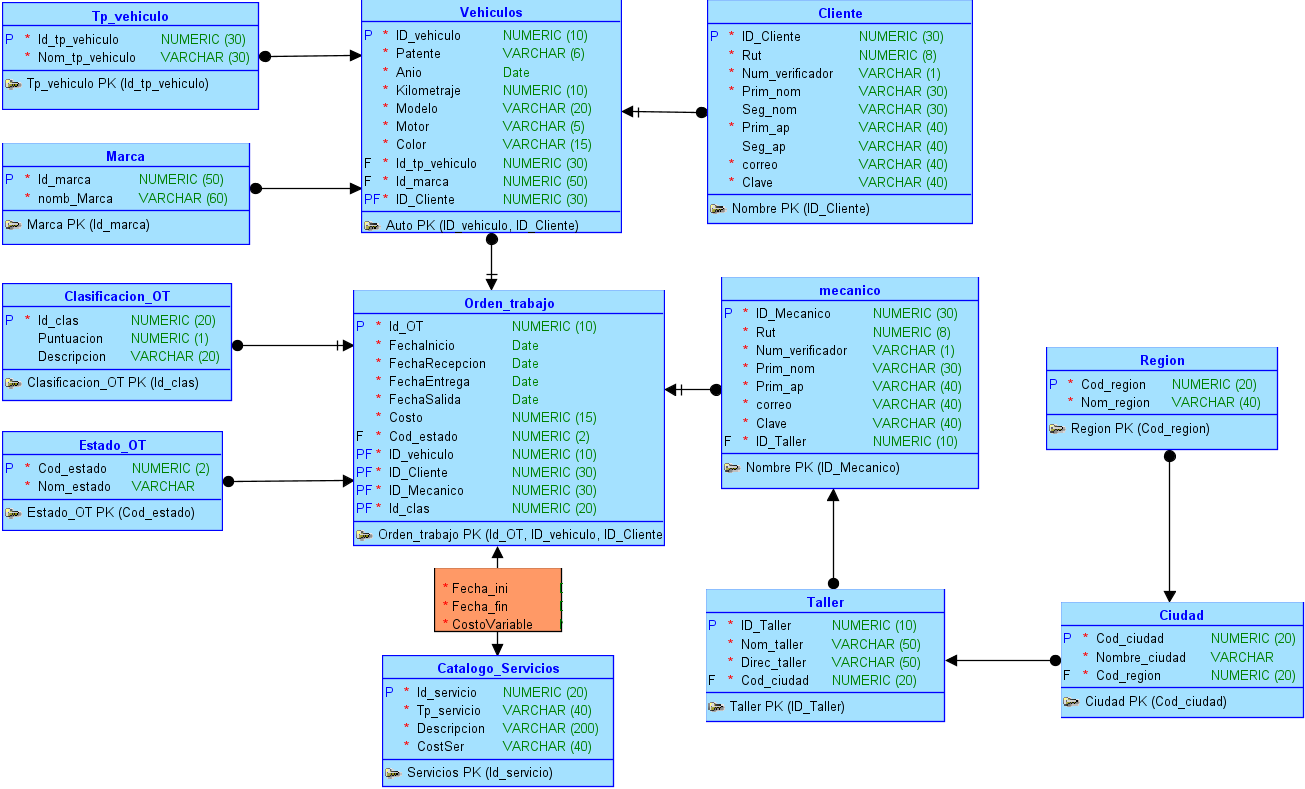 Tp_vehiculo
P * Id_tp_vehiculo NUMERIC (30)
* Nom_tp_vehiculo VARCHAR (30)
Tp_vehiculo PK (Id_tp_vehiculo)
Vehiculos
P * ID_vehiculo NUMERIC (10)
* Patente VARCHAR (6)
* Anio Date
* Kilometraje NUMERIC (10)
* Modelo VARCHAR (20)
* Motor VARCHAR (5)
* Color VARCHAR (15)
F * Id_tp_vehiculo NUMERIC (30)
F * Id_marca NUMERIC (50)
PF * ID_Cliente NUMERIC (30)
Auto PK (ID_vehiculo, ID_Cliente)
Cliente
P * ID_Cliente NUMERIC (30)
* Rut NUMERIC (8)
* Num_verificador VARCHAR (1)
* Prim_nom VARCHAR (30)
Seg_nom VARCHAR (30)
* Prim_ap VARCHAR (40)
Seg_ap VARCHAR (40)
* correo VARCHAR (40)
* Clave VARCHAR (40)
Nombre PK (ID_Cliente)
Marca
P * Id_marca NUMERIC (50)
* nomb_Marca VARCHAR (60)
Marca PK (Id_marca)
Clasificacion_OT
P * Id_clas NUMERIC (20)
Puntuacion NUMERIC (1)
Descripcion VARCHAR (20)
Clasificacion_OT PK (Id_clas)
Orden_trabajo
P * Id_OT NUMERIC (10)
* FechaInicio Date
* FechaRecepcion Date
* FechaEntrega Date
* FechaSalida Date
* Costo NUMERIC (15)
F * Cod_estado NUMERIC (2)
PF * ID_vehiculo NUMERIC (10)
PF * ID_Cliente NUMERIC (30)
PF * ID_Mecanico NUMERIC (30)
PF * Id_clas NUMERIC (20)
Orden_trabajo PK (Id_OT, ID_vehiculo, ID_Cliente
mecanico
P * ID_Mecanico NUMERIC (30)
* Rut NUMERIC (8)
* Num_verificador VARCHAR (1)
* Prim_nom VARCHAR (30)
* Prim_ap VARCHAR (40)
* correo VARCHAR (40)
* Clave VARCHAR (40)
F * ID_Taller NUMERIC (10)
Nombre PK (ID_Mecanico)
Region
P * Cod_region NUMERIC (20)
* Nom_region VARCHAR (40)
Region PK (Cod_region)
Estado_OT
P * Cod_estado NUMERIC (2)
* Nom_estado VARCHAR
Estado_OT PK (Cod_estado)
* Fecha_ini
* Fecha_fin
* CostoVariable
Catalogo_Servicios
P * Id_servicio NUMERIC (20)
* Tp_servicio VARCHAR (40)
* Descripcion VARCHAR (200)
* CostSer VARCHAR (40)
Servicios PK (Id_servicio)
Taller
P * ID_Taller NUMERIC (10)
* Nom_taller VARCHAR (50)
* Direc_taller VARCHAR (50)
F * Cod_ciudad NUMERIC (20)
Taller PK (ID_Taller)
Ciudad
P * Cod_ciudad NUMERIC (20)
* Nombre_ciudad VARCHAR
F * Cod_region NUMERIC (20)
Ciudad PK (Cod_ciudad)